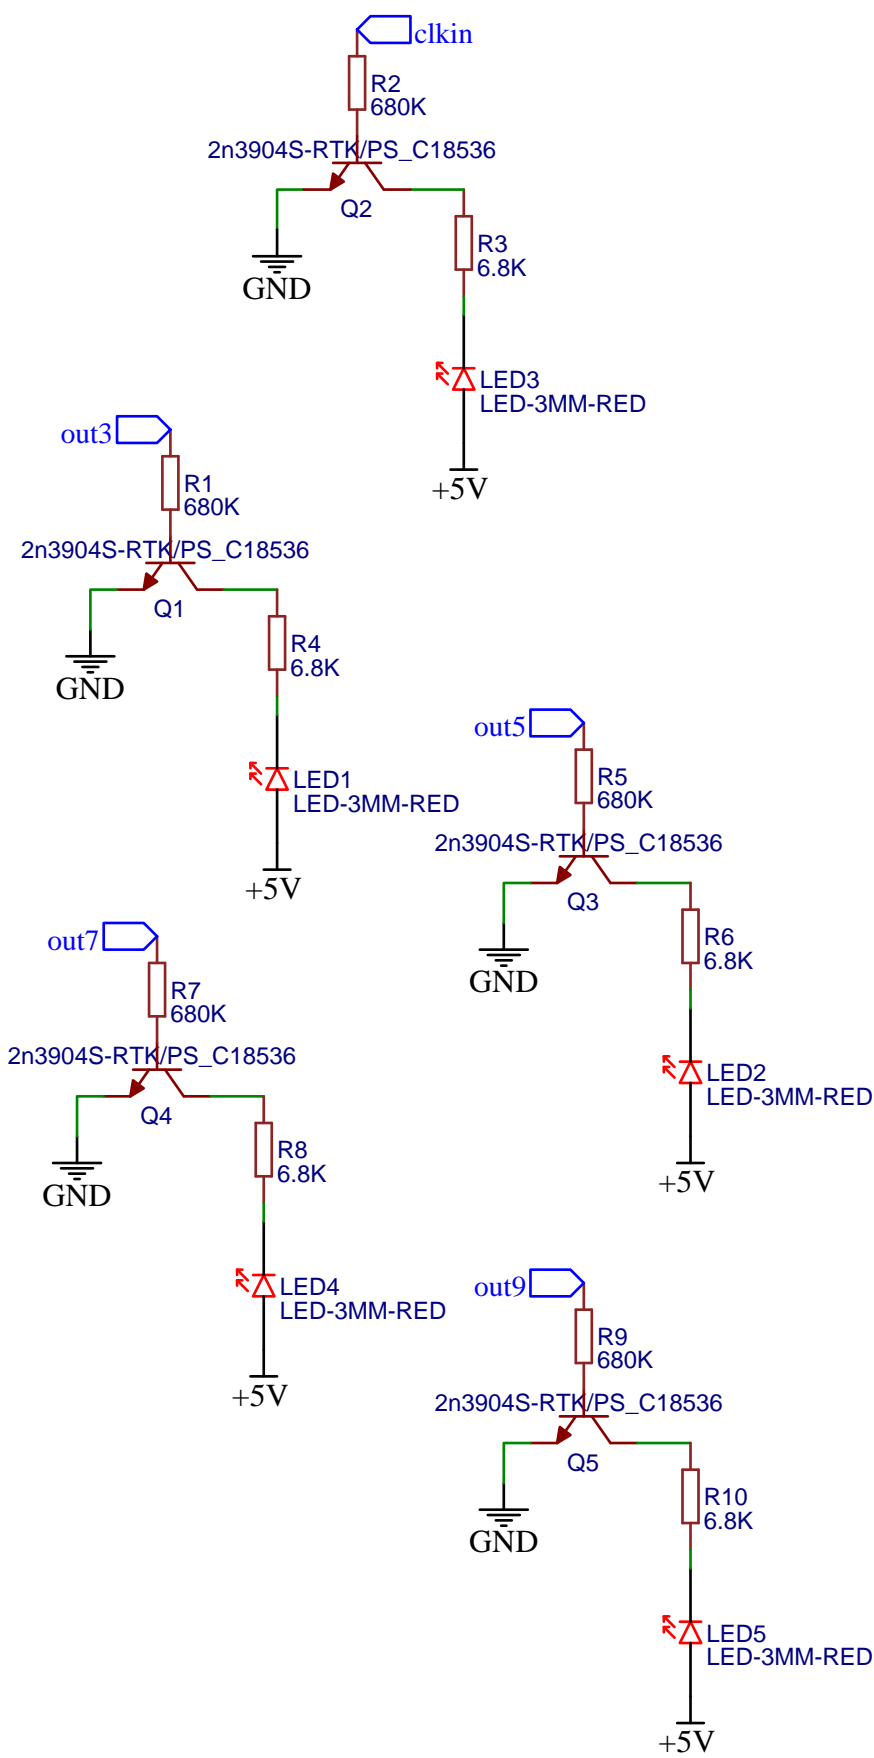 clkin
R2
680K
2n3904S-RTK/PS_C18536
Q2
R3
6.8K
GND
LED3
LED-3MM-RED
+5V
out3
R1
680K
2n3904S-RTK/PS_C18536
Q1
R4
6.8K
GND
LED1
LED-3MM-RED
+5V
out5
R5
680K
2n3904S-RTK/PS_C18536
Q3
R6
6.8K
GND
LED2
LED-3MM-RED
+5V
out7
R7
680K
2n3904S-RTK/PS_C18536
Q4
R8
6.8K
GND
LED4
LED-3MM-RED
+5V
out9
R9
680K
2n3904S-RTK/PS_C18536
Q5
R10
6.8K
GND
LED5
LED-3MM-RED
+5V